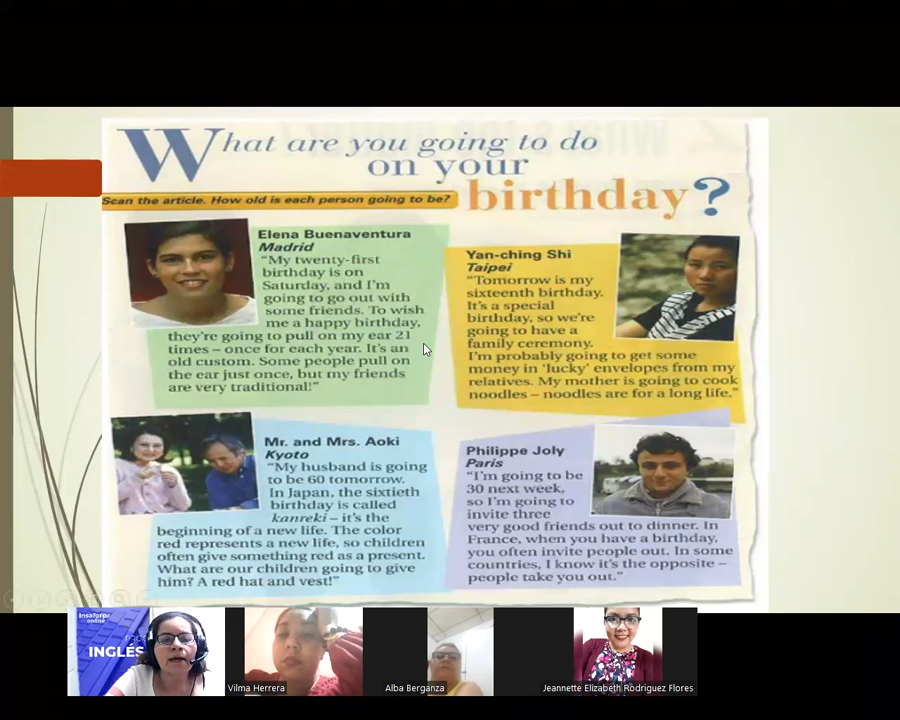 What are you going to do
on your
birthday?
Scan the article. How old is each person going to be?
Elena Buenaventura
Madrid
"My twenty-first
birthday is on
Saturday, and I'm
going to go out with
some friends. To wish
me a happy birthday,
they're going to pull on my ear 21
times – once for each year. It's an
old custom. Some people pull on
the ear just once, but my friends
are very traditional!"
Yan-ching Shi
Taipei
"Tomorrow is my
sixteenth birthday.
It's a special
birthday, so we're
going to have a
family ceremony.
I'm probably going to get some
money in 'lucky' envelopes from my
relatives. My mother is going to cook
noodles – noodles are for a long life."
Mr. and Mrs. Aoki
Kyoto
"My husband is going
to be 60 tomorrow.
In Japan, the sixtieth
birthday is called
kanreki – it's the
beginning of a new life. The color
red represents a new life, so children
often give something red as a present.
What are our children going to give
him? A red hat and vest!"
Philippe Joly
Paris
"I'm going to be
30 next week,
so I'm going to
invite three
very good friends out to dinner. In
France, when you have a birthday,
you often invite people out. In some
countries, I know it's the opposite –
people take you out."
Insaforp
online
INGLÉS
Vilma Herrera
Alba Berganza
Jeannette Elizabeth Rodriguez Flores